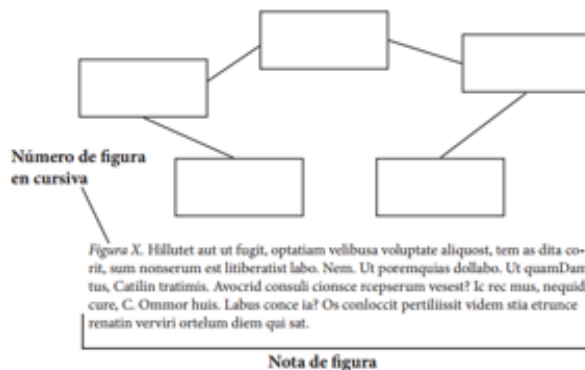 Número de figura
en cursiva
Figura X. Hillutet aut ut fugit, optatiam velibusa voluptate aliquost, tem as dita co-
rit, sum nonserum est litiberatist labo. Nem. Ut poremquias dollabo. Ut quamDam
tus, Catilin tratimis. Avocrid consuli cionsce rcepserum vesest? Ic rec mus, nequid
cure, C. Ommor huis. Labus conce ia? Os conloccit pertiliissit videm stia etrunce
renatin verviri ortelum diem qui sat.
Nota de figura